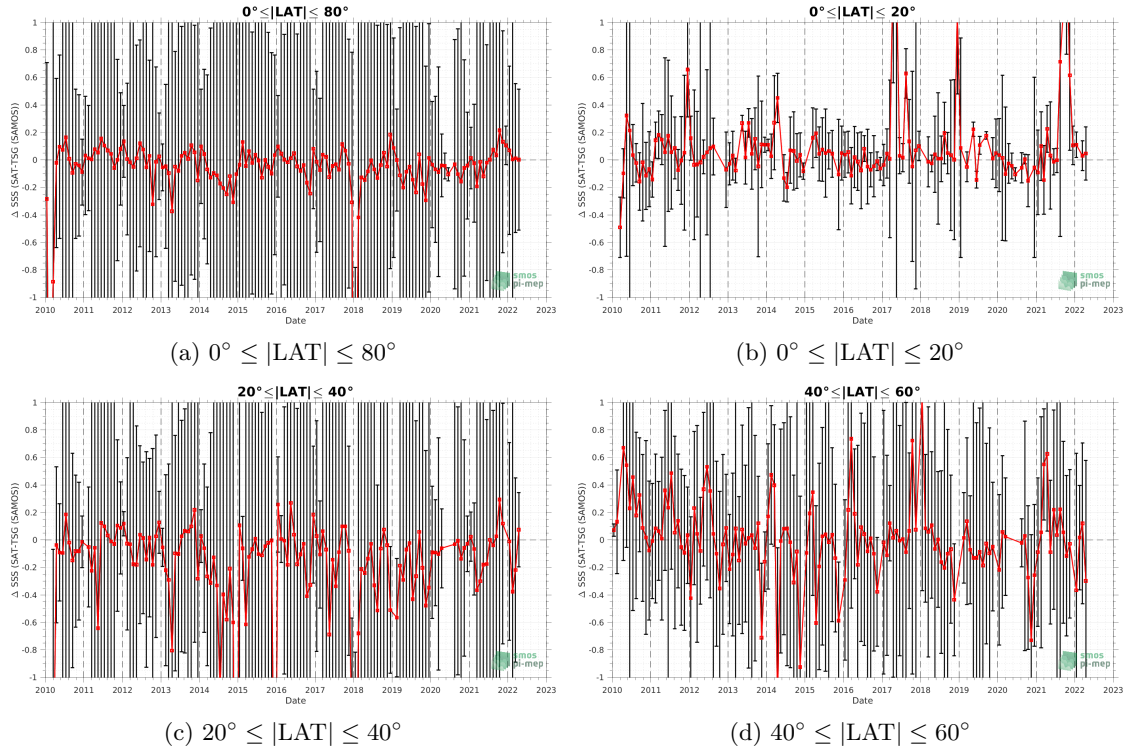 0°≤|LAT|≤ 80°
Δ SSS (SAT-TSG (SAMOS))
1
0.8
0.6
0.4
0.2
0
-0.2
-0.4
-0.6
-0.8
-1
2010 2011 2012 2013 2014 2015 2016 2017 2018 2019 2020 2021 2022 2023
Date
smos
pi-mep
(a) 0° ≤ |LAT| ≤ 80°
0°≤|LAT|≤ 20°
Δ SSS (SAT-TSG (SAMOS))
1
0.8
0.6
0.4
0.2
0
-0.2
-0.4
-0.6
-0.8
-1
2010 2011 2012 2013 2014 2015 2016 2017 2018 2019 2020 2021 2022 2023
Date
smos
pi-mep
(b) 0° ≤ |LAT| ≤ 20°
20°≤|LAT|≤ 40°
Δ SSS (SAT-TSG (SAMOS))
1
0.8
0.6
0.4
0.2
0
-0.2
-0.4
-0.6
-0.8
-1
2010 2011 2012 2013 2014 2015 2016 2017 2018 2019 2020 2021 2022 2023
Date
smos
pi-mep
(c) 20° ≤ |LAT| ≤ 40°
40°≤|LAT|≤ 60°
Δ SSS (SAT-TSG (SAMOS))
1
0.8
0.6
0.4
0.2
0
-0.2
-0.4
-0.6
-0.8
-1
2010 2011 2012 2013 2014 2015 2016 2017 2018 2019 2020 2021 2022 2023
Date
smos
pi-mep
(d) 40° ≤ |LAT| ≤ 60°